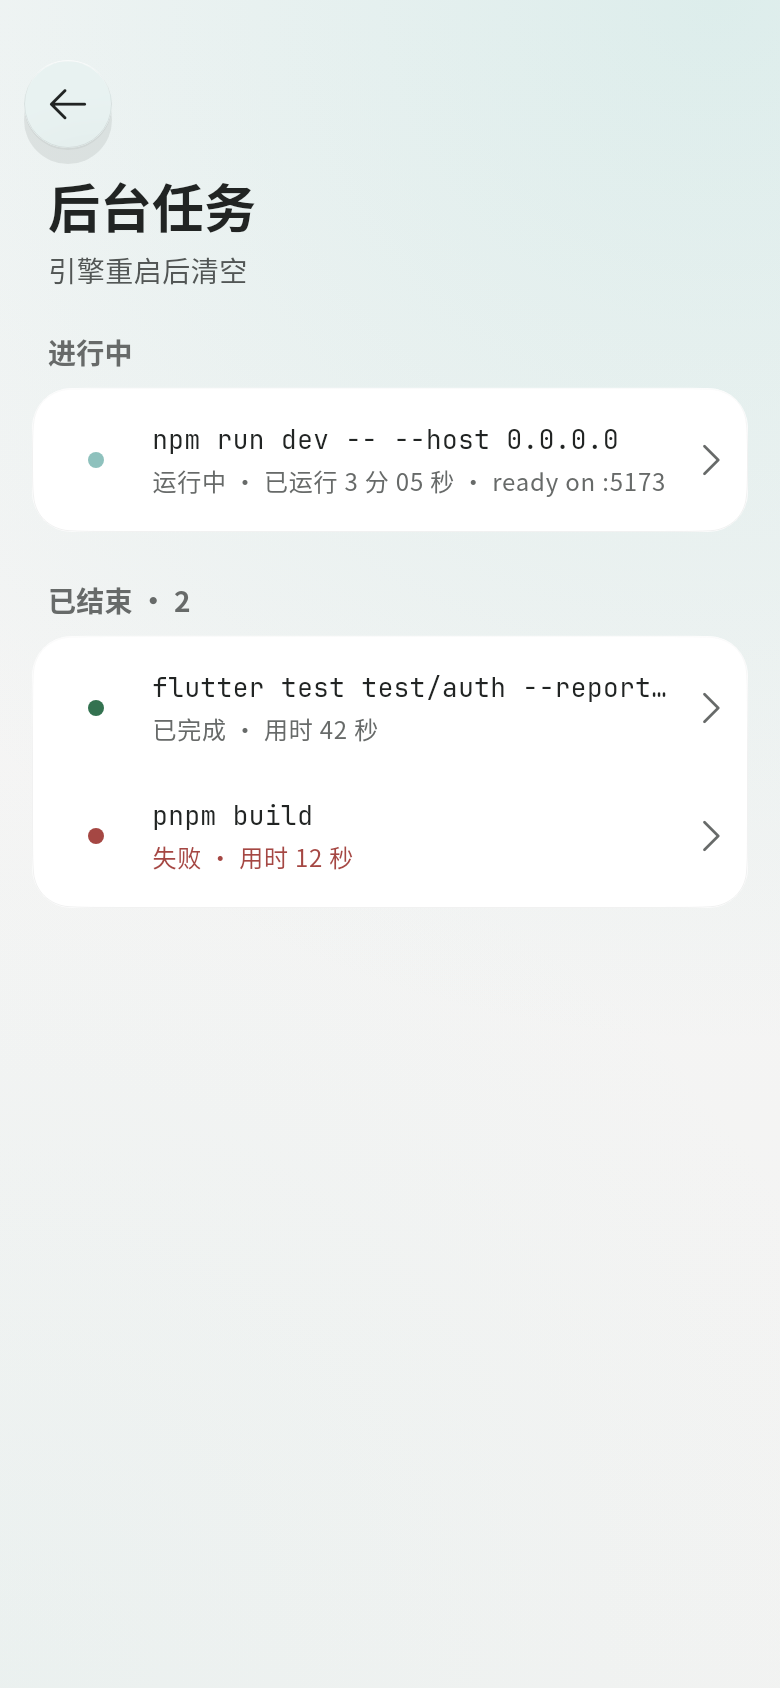 后台任务
引擎重启后清空
进行中
npm run dev -- --host 0.0.0.0
运行中 · 已运行 3 分 05 秒 · ready on :5173
已结束 · 2
flutter test test/auth --report…
已完成 · 用时 42 秒
pnpm build
失败 · 用时 12 秒